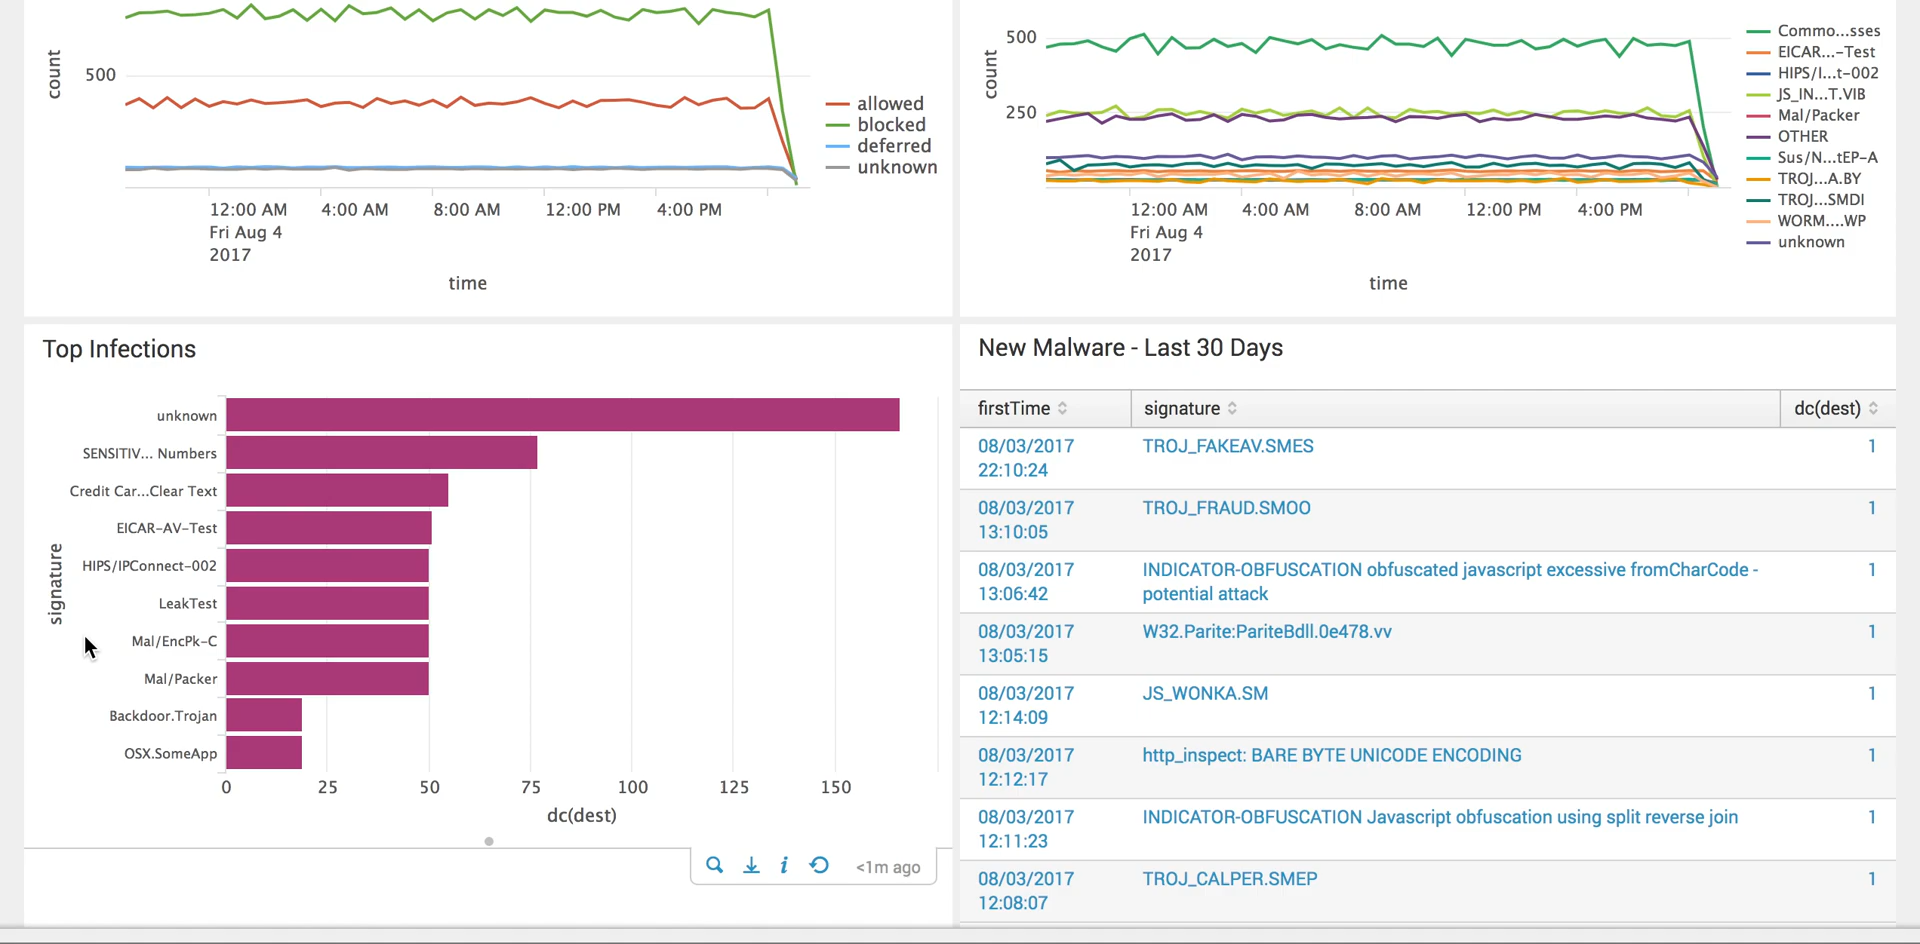 count
500
allowed
blocked
deferred
unknown
12:00 AM 4:00 AM 8:00 AM 12:00 PM 4:00 PM
Fri Aug 4
2017
time
count
500
250
Commo...sses
EICAR...-Test
HIPS/I...t-002
JS_IN...T.VIB
Mal/Packer
OTHER
Sus/N...tEP-A
TROJ...A.BY
TROJ...SMDI
WORM....WP
unknown
12:00 AM 4:00 AM 8:00 AM 12:00 PM 4:00 PM
Fri Aug 4
2017
time
Top Infections
signature
unknown
SENSITIV... Numbers
Credit Car...Clear Text
EICAR-AV-Test
HIPS/IPConnect-002
LeakTest
Mal/EncPk-C
Mal/Packer
Backdoor.Trojan
OSX.SomeApp
0 25 50 75 100 125 150
dc(dest)
<1m ago
New Malware - Last 30 Days
firstTime signature dc(dest)
08/03/2017 TROJ_FAKEAV.SMES 1
22:10:24
08/03/2017 TROJ_FRAUD.SMOO 1
13:10:05
08/03/2017 INDICATOR-OBFUSCATION obfuscated javascript excessive fromCharCode - 1
13:06:42 potential attack
08/03/2017 W32.Parite:PariteBdll.0e478.vv 1
13:05:15
08/03/2017 JS_WONKA.SM 1
12:14:09
08/03/2017 http_inspect: BARE BYTE UNICODE ENCODING 1
12:12:17
08/03/2017 INDICATOR-OBFUSCATION Javascript obfuscation using split reverse join 1
12:11:23
08/03/2017 TROJ_CALPER.SMEP 1
12:08:07